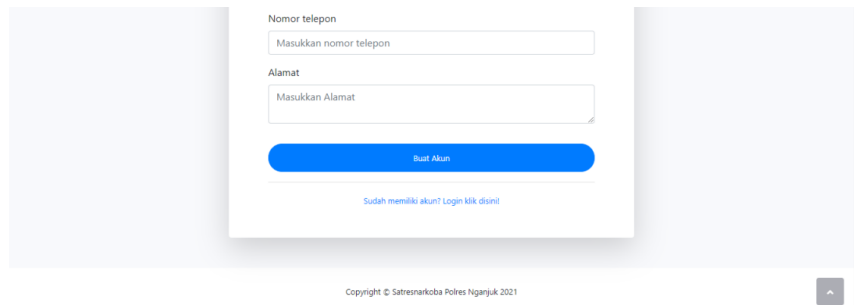 Nomor telepon
Masukkan nomor telepon
Alamat
Masukkan Alamat
Buat Akun
Sudah memiliki akun? Login klik disini!
Copyright © Satresnarkoba Polres Nganjuk 2021